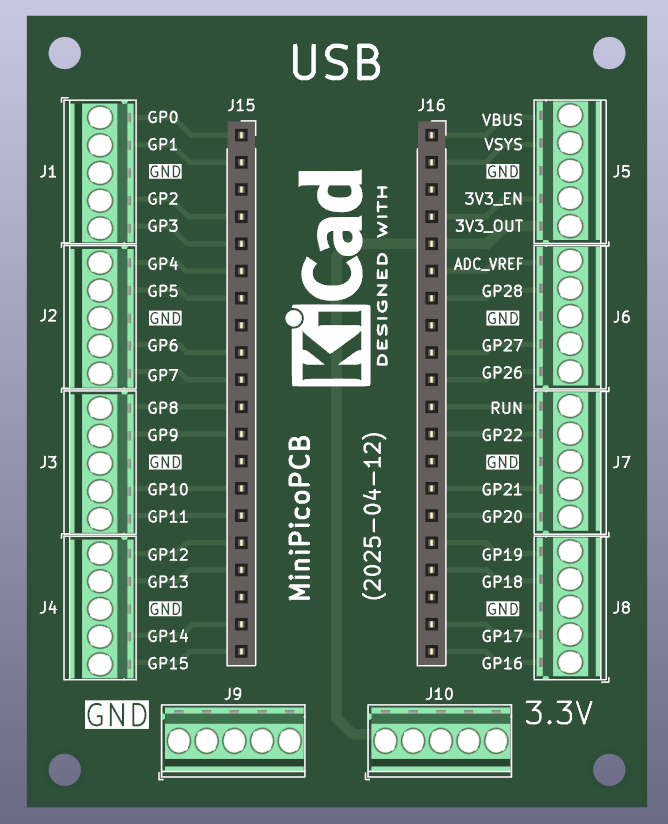 USB
J15
J16
J1
GP0
GP1
GND
GP2
GP3
J2
GP4
GP5
GND
GP6
GP7
J3
GP8
GP9
GND
GP10
GP11
J4
GP12
GP13
GND
GP14
GP15
KiCad
DESIGNED WITH
MiniPicoPCB
(2025-04-12)
VBUS
VSYS
GND
3V3_EN
3V3_OUT
J5
ADC_VREF
GP28
GND
GP27
GP26
J6
RUN
GP22
GND
GP21
GP20
J7
GP19
GP18
GND
GP17
GP16
J8
GND
J9
J10
3.3V